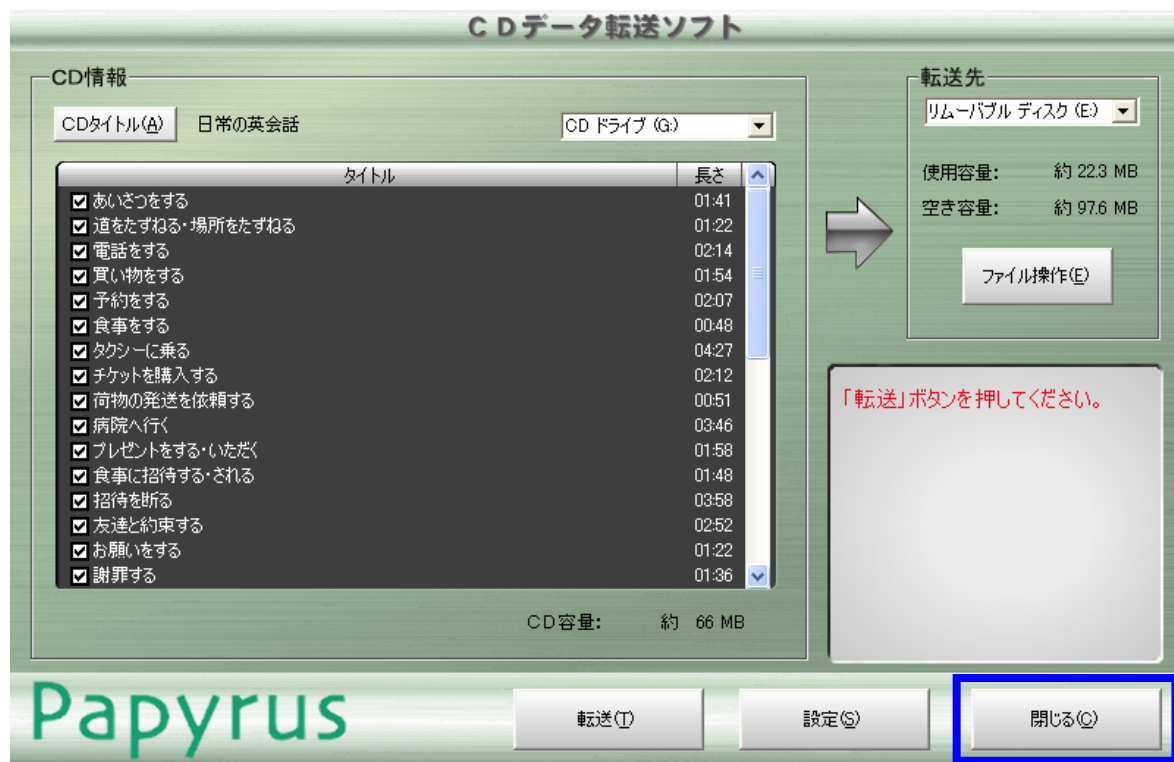 CDデータ転送ソフト
CD情報
CDタイトル(A) 日常の英会話 CD ドライブ (G:)
タイトル 長さ
あいさつをする 01:41
道をたずねる・場所をたずねる 01:22
電話をする 02:14
買い物をする 01:54
予約をする 02:07
食事をする 00:48
タクシーに乗る 04:27
チケットを購入する 02:12
荷物の発送を依頼する 00:51
病院へ行く 03:46
プレゼントをする・いただく 01:58
食事に招待する・される 01:48
招待を断る 03:58
友達と約束する 02:52
お願いをする 01:22
謝罪する 01:36
CD容量: 約 66 MB
転送先
リムーバブル ディスク (E:)
使用容量: 約 22.3 MB
空き容量: 約 97.6 MB
ファイル操作(E)
「転送」ボタンを押してください。
Papyrus
転送(T) 設定(S) 閉じる(C)